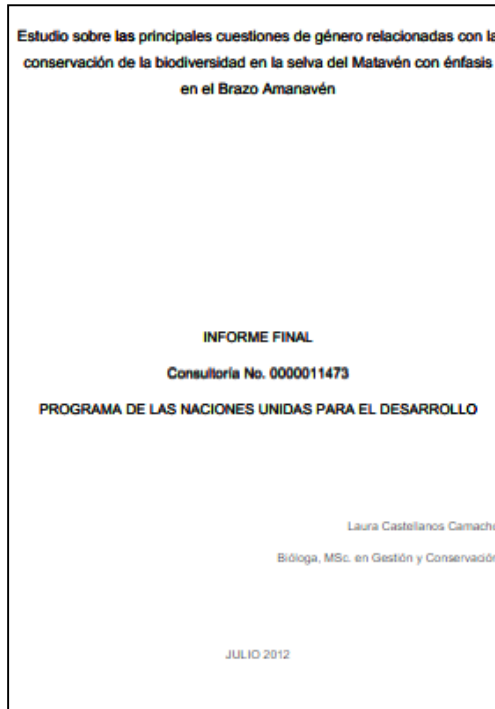 Estudio sobre las principales cuestiones de género relacionadas con la
conservación de la biodiversidad en la selva del Matavén con énfasis
en el Brazo Amanavén
INFORME FINAL
Consultoría No. 0000011473
PROGRAMA DE LAS NACIONES UNIDAS PARA EL DESARROLLO
Laura Castellanos Camacho
Bióloga, MSc. en Gestión y Conservación
JULIO 2012